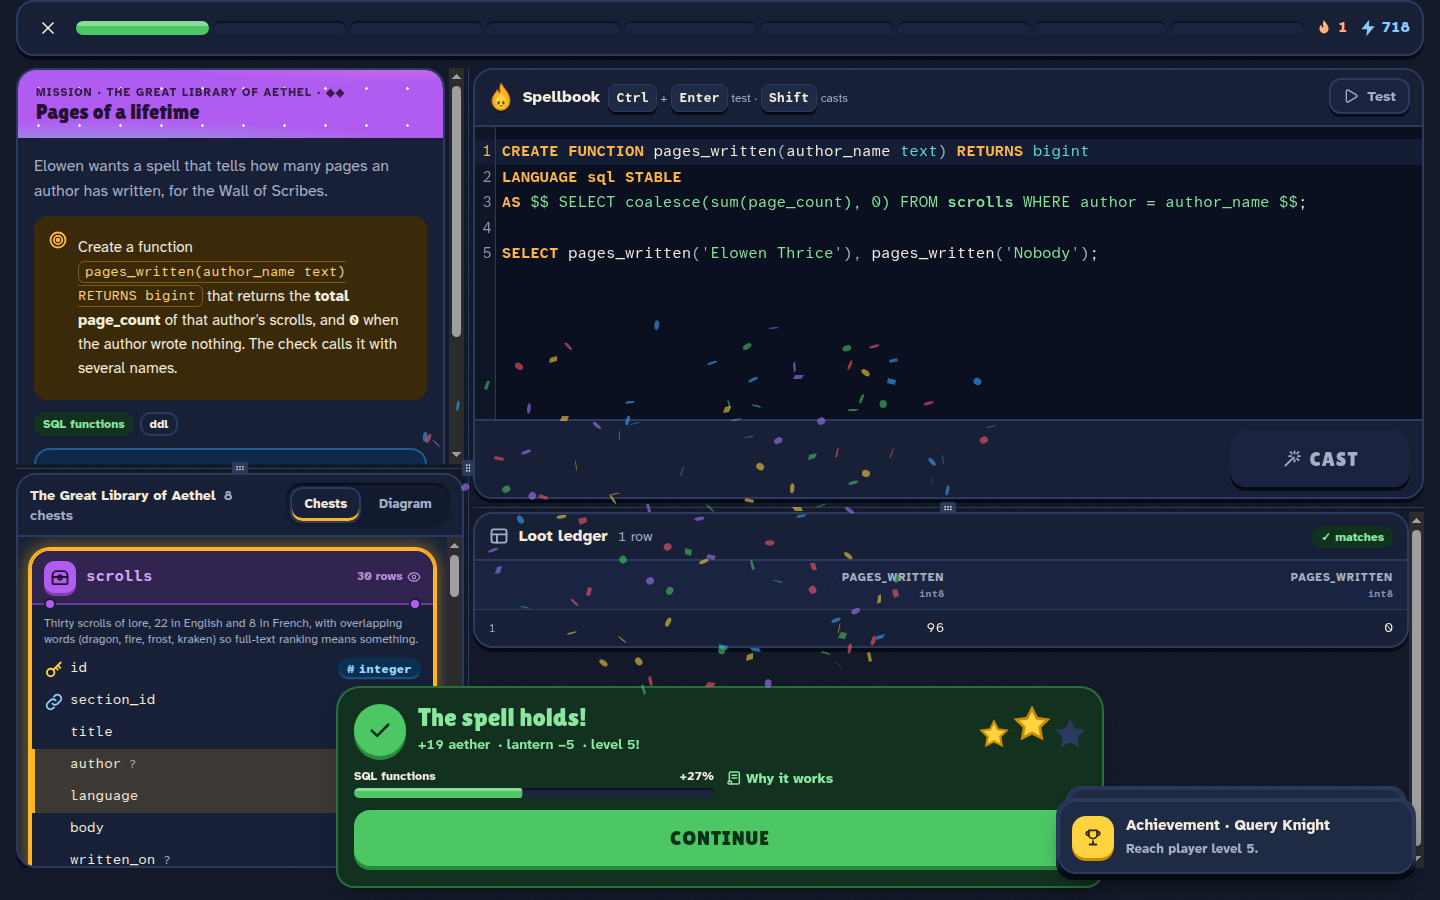 1 718
MISSION · THE GREAT LIBRARY OF AETHEL · ◆◆
Pages of a lifetime
Elowen wants a spell that tells how many pages an
author has written, for the Wall of Scribes.
Create a function
pages_written(author_name text)
RETURNS bigint that returns the total
page_count of that author's scrolls, and 0 when
the author wrote nothing. The check calls it with
several names.
SQL functions ddl
The Great Library of Aethel 8
chests
Chests Diagram
scrolls 30 rows
Thirty scrolls of lore, 22 in English and 8 in French, with overlapping
words (dragon, fire, frost, kraken) so full-text ranking means something.
id # integer
section_id
title
author ?
language
body
written_on ?
Spellbook Ctrl + Enter test · Shift casts
Test
1 CREATE FUNCTION pages_written(author_name text) RETURNS bigint
2 LANGUAGE sql STABLE
3 AS $$ SELECT coalesce(sum(page_count), 0) FROM scrolls WHERE author = author_name $$;
4
5 SELECT pages_written('Elowen Thrice'), pages_written('Nobody');
CAST
Loot ledger 1 row ✓ matches
PAGES_WRITTEN PAGES_WRITTEN
int8 int8
1 96 0
The spell holds!
+19 aether · lantern −5 · level 5!
SQL functions +27% Why it works
CONTINUE
Achievement · Query Knight
Reach player level 5.